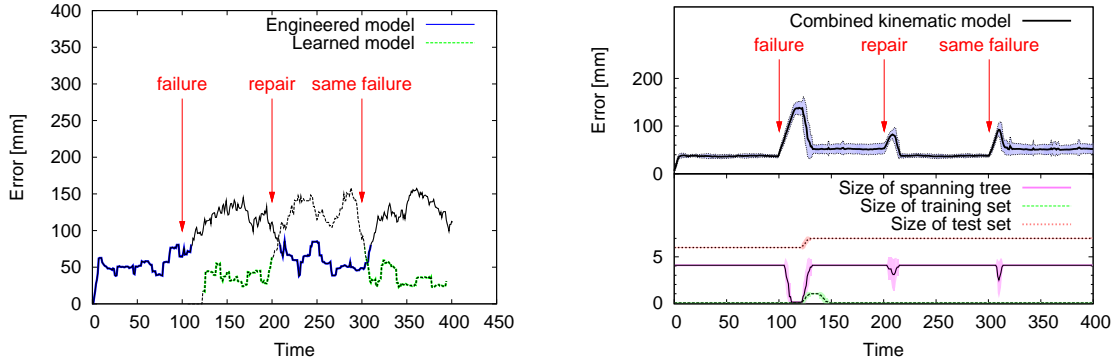 Engineered model
Learned model
failure
repair
same failure
Error [mm]
400
350
300
250
200
150
100
50
0
0 50 100 150 200 250 300 350 400 450
Time
Combined kinematic model
failure
repair
same failure
Error [mm]
200
100
0
Size of spanning tree
Size of training set
Size of test set
5
0
0 50 100 150 200 250 300 350 400
Time